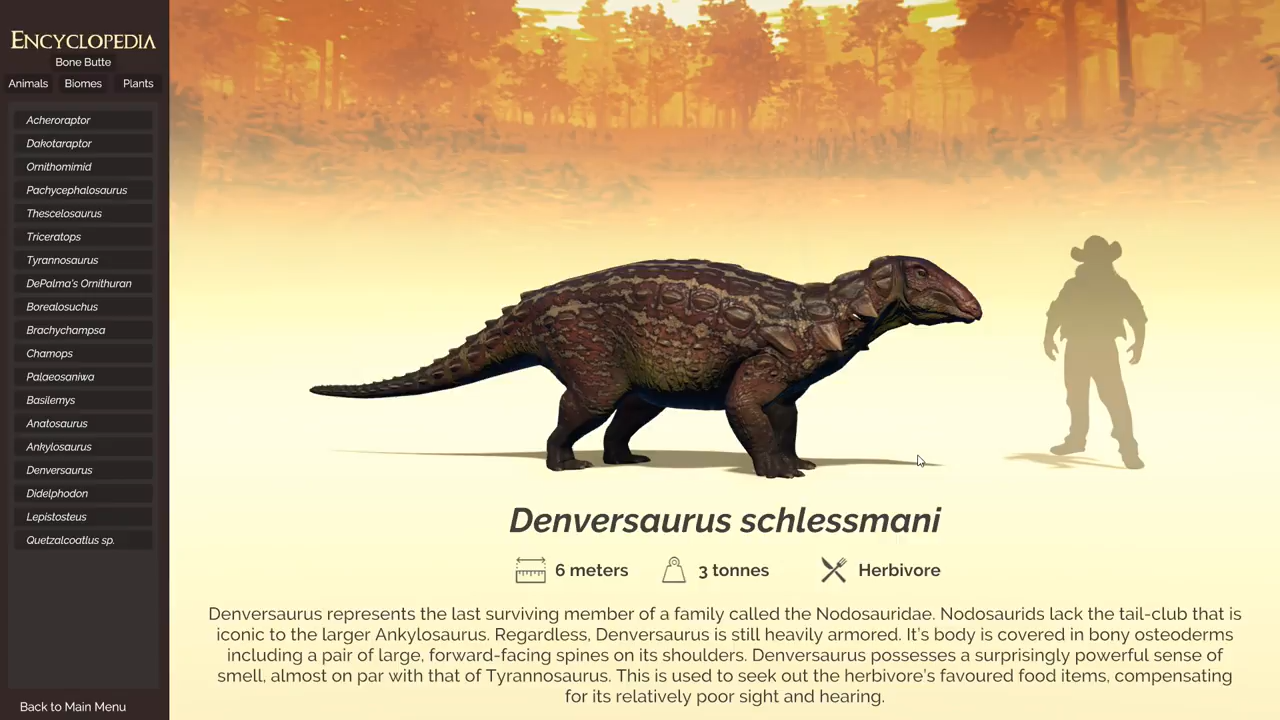 ENCYCLOPEDIA
Bone Butte
Animals Biomes Plants
Acheroraptor
Dakotaraptor
Ornithomimid
Pachycephalosaurus
Thescelosaurus
Triceratops
Tyrannosaurus
DePalma's Ornithuran
Borealosuchus
Brachychampsa
Chamops
Palaeosaniwa
Basilemys
Anatosaurus
Ankylosaurus
Denversaurus
Didelphodon
Lepistosteus
Quetzalcoatlus sp.
Back to Main Menu
Denversaurus schlessmani
6 meters 3 tonnes Herbivore
Denversaurus represents the last surviving member of a family called the Nodosauridae. Nodosaurids lack the tail-club that is
iconic to the larger Ankylosaurus. Regardless, Denversaurus is still heavily armored. It's body is covered in bony osteoderms
including a pair of large, forward-facing spines on its shoulders. Denversaurus possesses a surprisingly powerful sense of
smell, almost on par with that of Tyrannosaurus. This is used to seek out the herbivore's favoured food items, compensating
for its relatively poor sight and hearing.